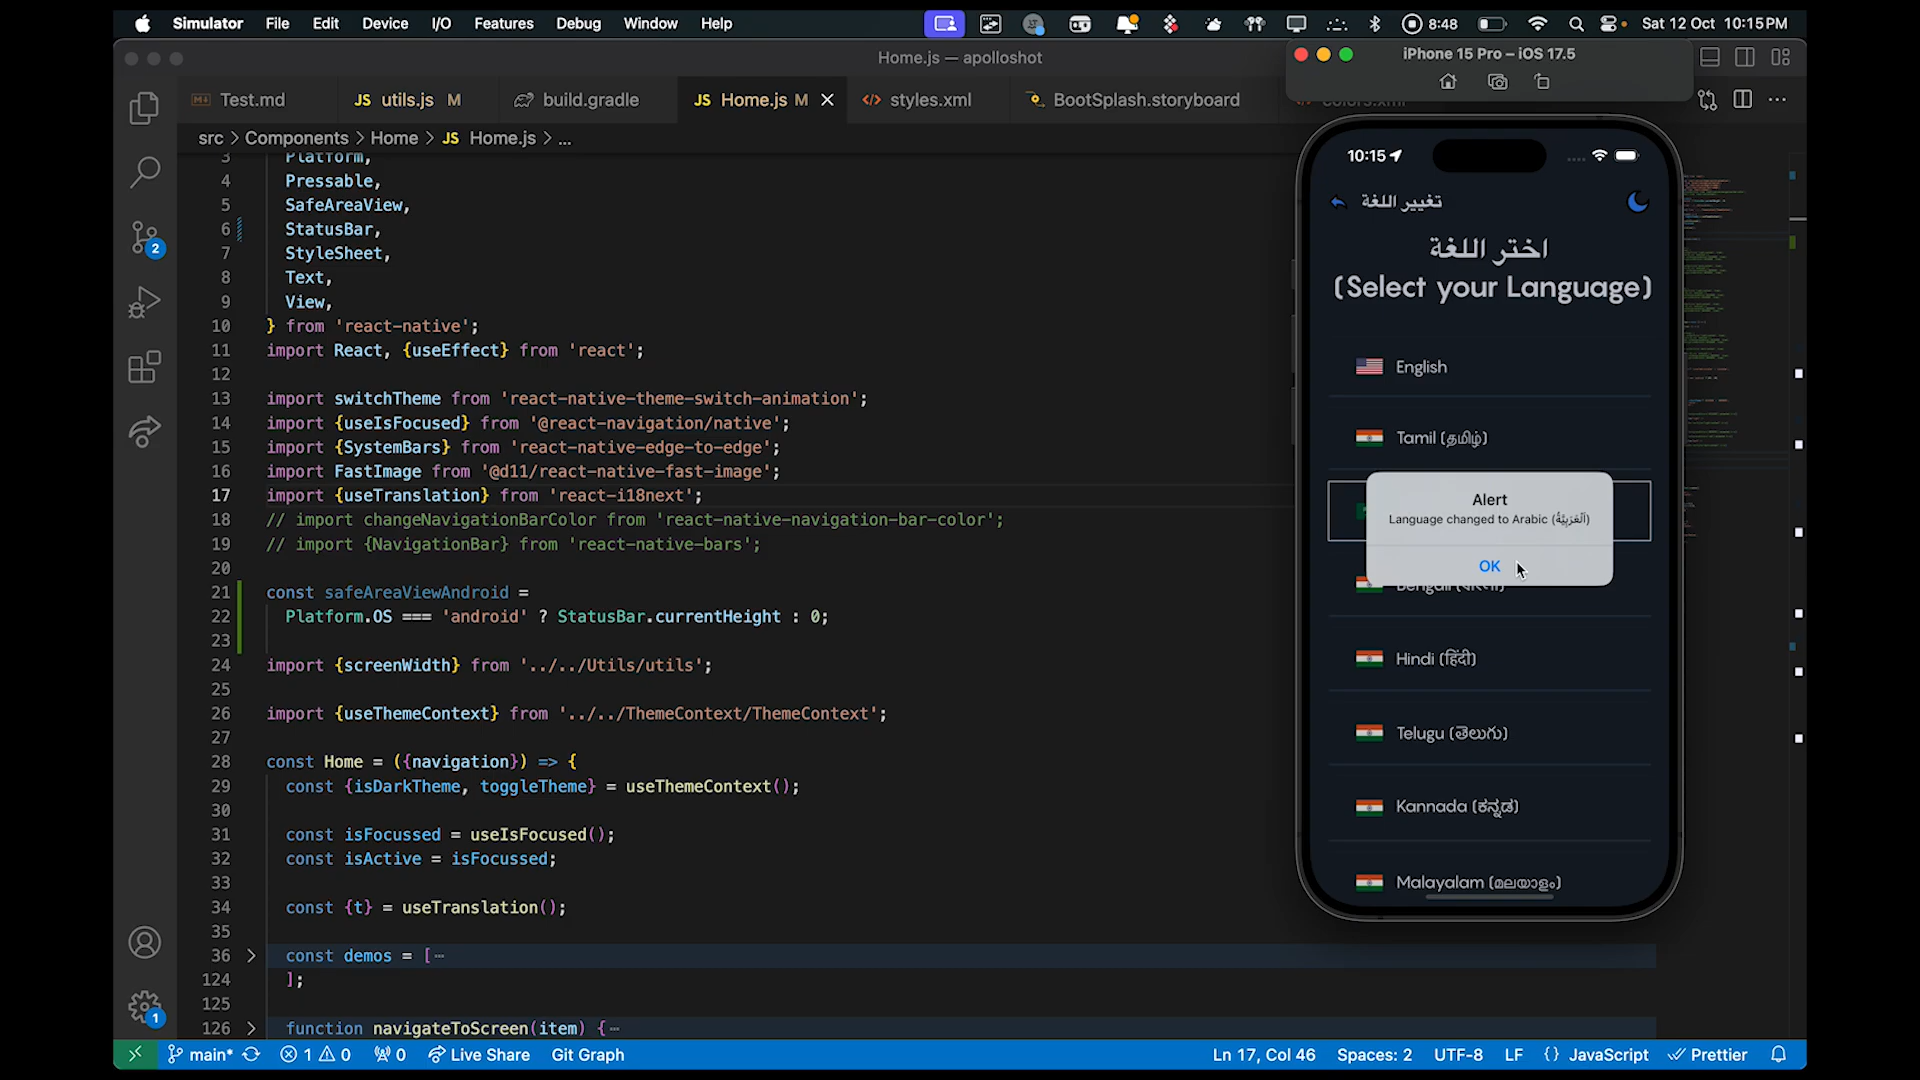 Simulator File Edit Device I/O Features Debug Window Help 8:48 Sat 12 Oct 10:15 PM
Home.js — apolloshot
iPhone 15 Pro – iOS 17.5
Test.md
JS utils.js M
build.gradle
JS Home.js M
styles.xml
BootSplash.storyboard
colors.xml
src > Components > Home > JS Home.js > ...
3 Platform,
4 Pressable,
5 SafeAreaView,
6 StatusBar,
7 StyleSheet,
8 Text,
9 View,
10 } from 'react-native';
11 import React, {useEffect} from 'react';
12
13 import switchTheme from 'react-native-theme-switch-animation';
14 import {useIsFocused} from '@react-navigation/native';
15 import {SystemBars} from 'react-native-edge-to-edge';
16 import FastImage from '@d11/react-native-fast-image';
17 import {useTranslation} from 'react-i18next';
18 // import changeNavigationBarColor from 'react-native-navigation-bar-color';
19 // import {NavigationBar} from 'react-native-bars';
20
21 const safeAreaViewAndroid =
22 Platform.OS === 'android' ? StatusBar.currentHeight : 0;
23
24 import {screenWidth} from '../../Utils/utils';
25
26 import {useThemeContext} from '../../ThemeContext/ThemeContext';
27
28 const Home = ({navigation}) => {
29 const {isDarkTheme, toggleTheme} = useThemeContext();
30
31 const isFocussed = useIsFocused();
32 const isActive = isFocussed;
33
34 const {t} = useTranslation();
35
36 const demos = [⋯
124 ];
125
126 function navigateToScreen(item) {⋯
10:15
تغيير اللغة
اختر اللغة
(Select your Language)
English
Tamil (தமிழ்)
Alert
Language changed to Arabic (اَلْعَرَبِيَّةُ)
OK
Bengali (বাংলা)
Hindi (हिंदी)
Telugu (తెలుగు)
Kannada (ಕನ್ನಡ)
Malayalam (മലയാളം)
2
1
main* 1 0 0 Live Share Git Graph Ln 17, Col 46 Spaces: 2 UTF-8 LF {} JavaScript Prettier